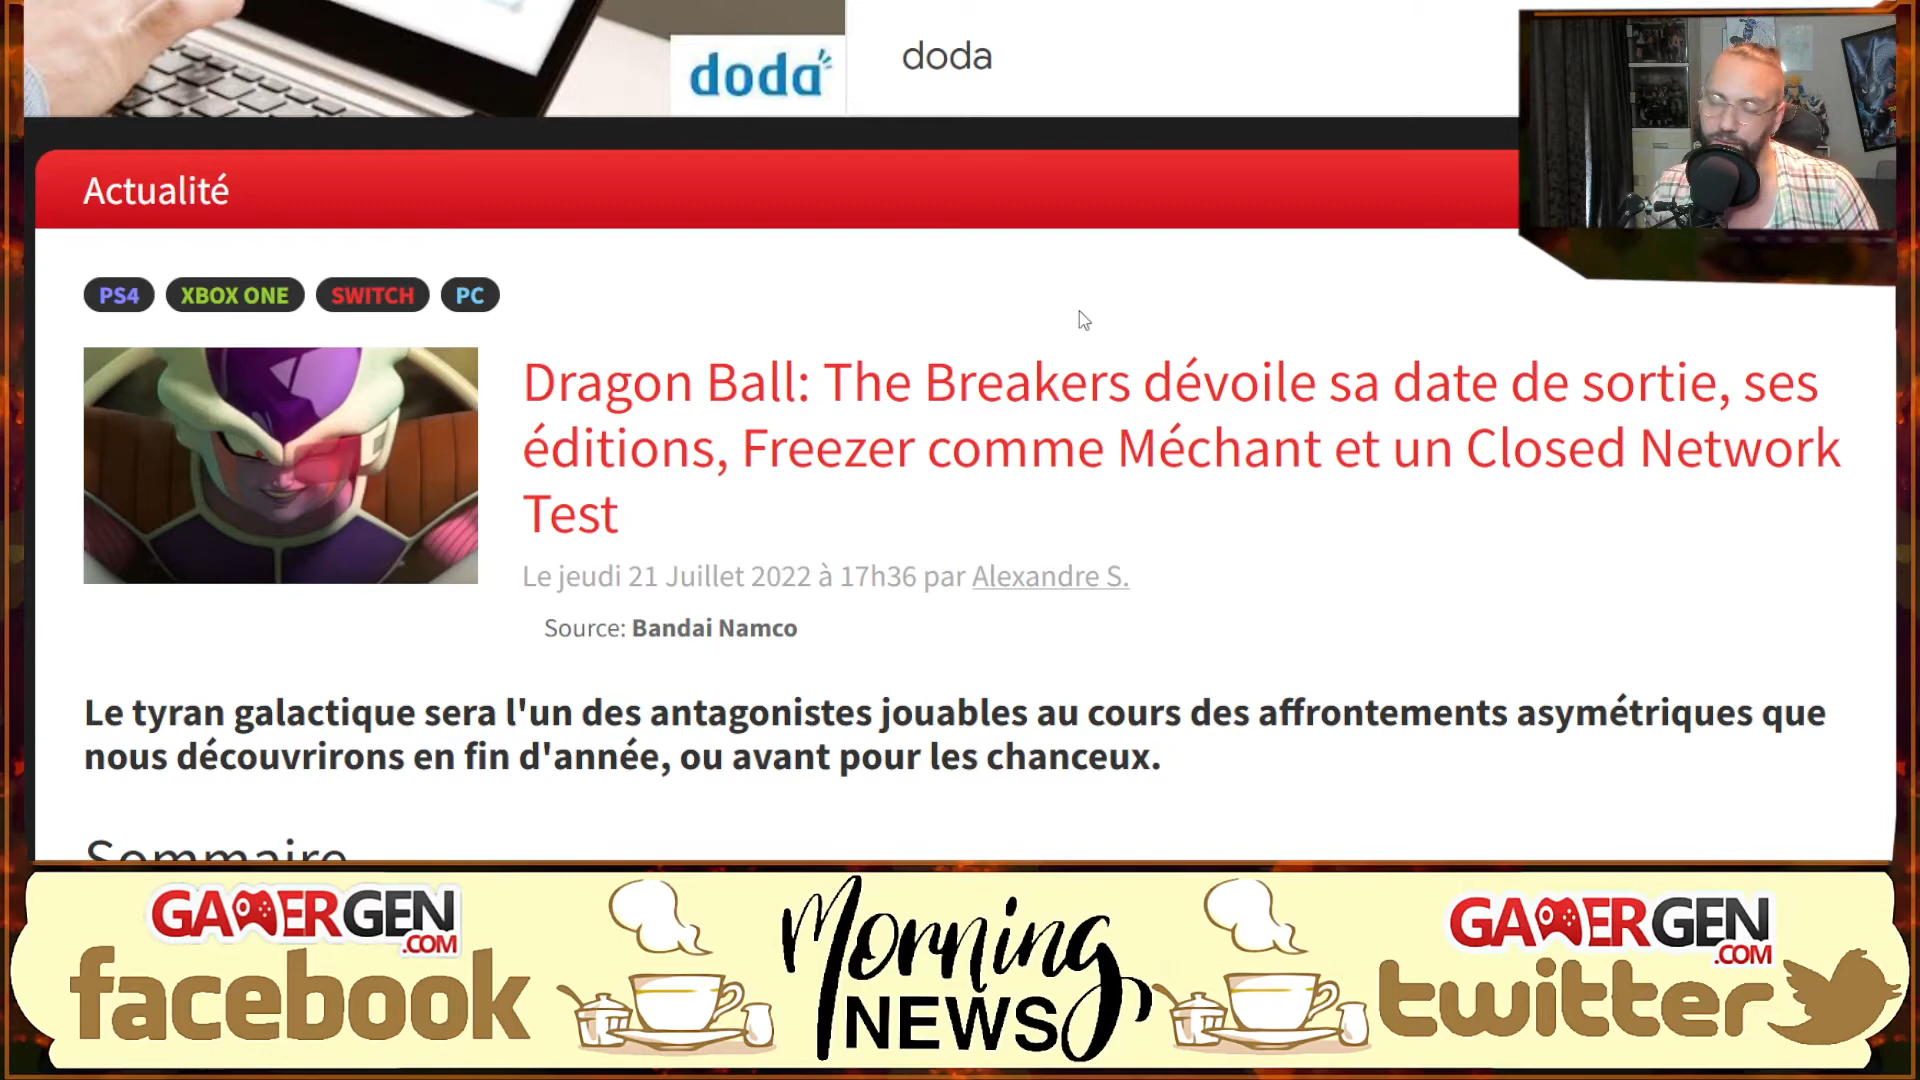 doda
doda
Actualité
PS4
XBOX ONE
SWITCH
PC
Dragon Ball: The Breakers dévoile sa date de sortie, ses
éditions, Freezer comme Méchant et un Closed Network
Test
Le jeudi 21 Juillet 2022 à 17h36 par Alexandre S.
Source: Bandai Namco
Le tyran galactique sera l'un des antagonistes jouables au cours des affrontements asymétriques que
nous découvrirons en fin d'année, ou avant pour les chanceux.
Sommaire
GAMERGEN
.COM
facebook
Morning
NEWS
GAMERGEN
.COM
twitter